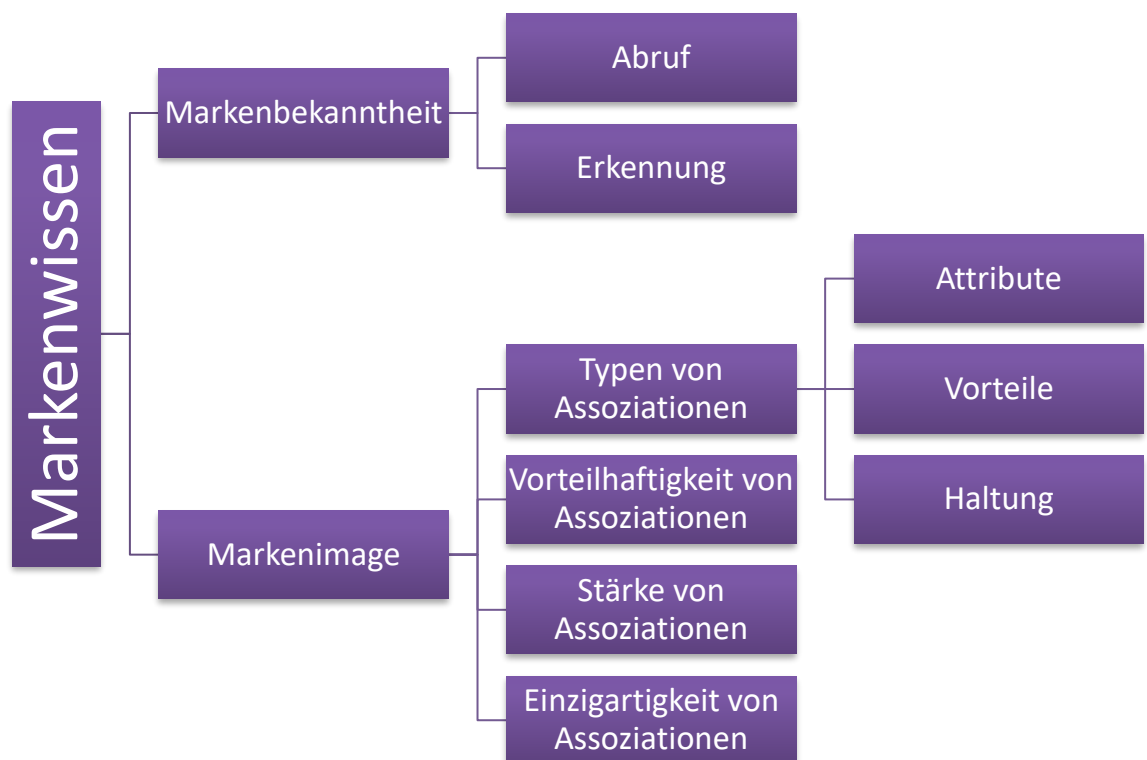 Markenwissen
Markenbekanntheit
Abruf
Erkennung
Markenimage
Typen von
Assoziationen
Attribute
Vorteile
Haltung
Vorteilhaftigkeit von
Assoziationen
Stärke von
Assoziationen
Einzigartigkeit von
Assoziationen